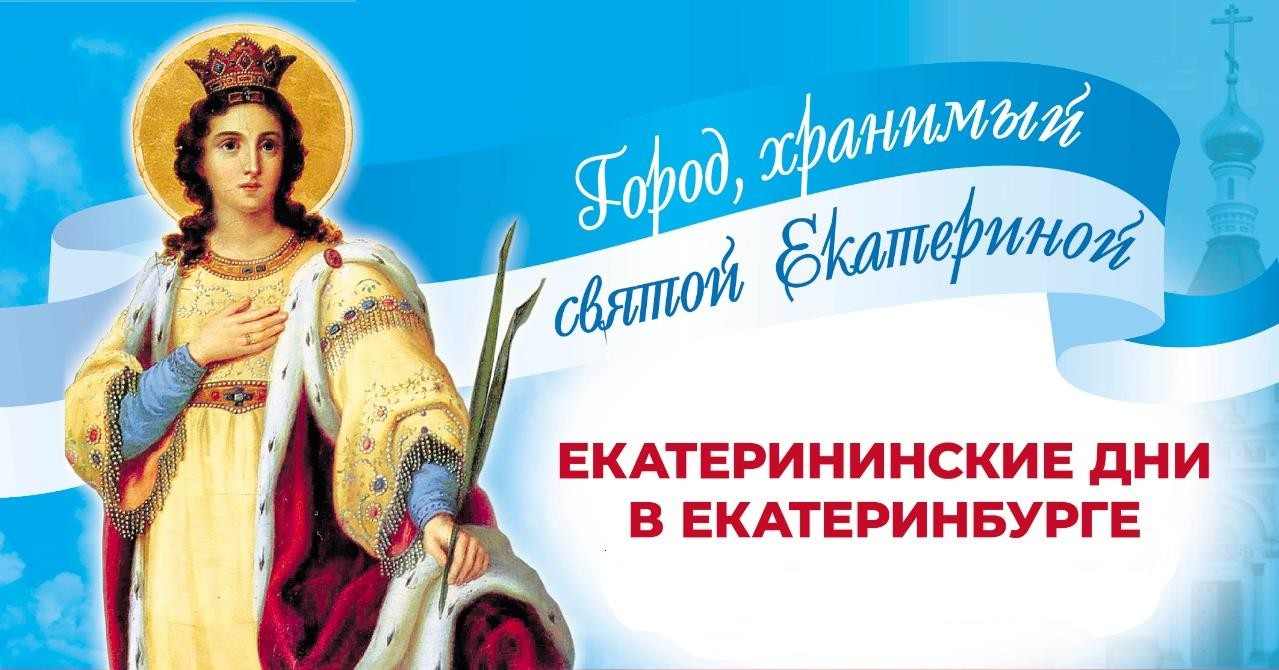 Город, хранимый
святой Екатериной
ЕКАТЕРИНИНСКИЕ ДНИ
В ЕКАТЕРИНБУРГЕ